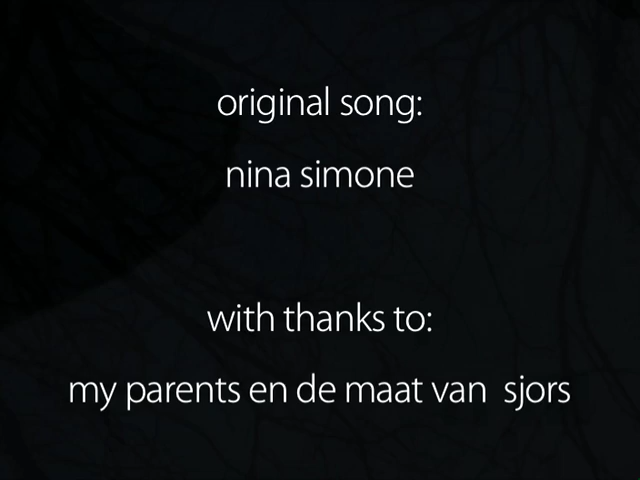 original song:
nina simone
with thanks to:
my parents en de maat van  sjors